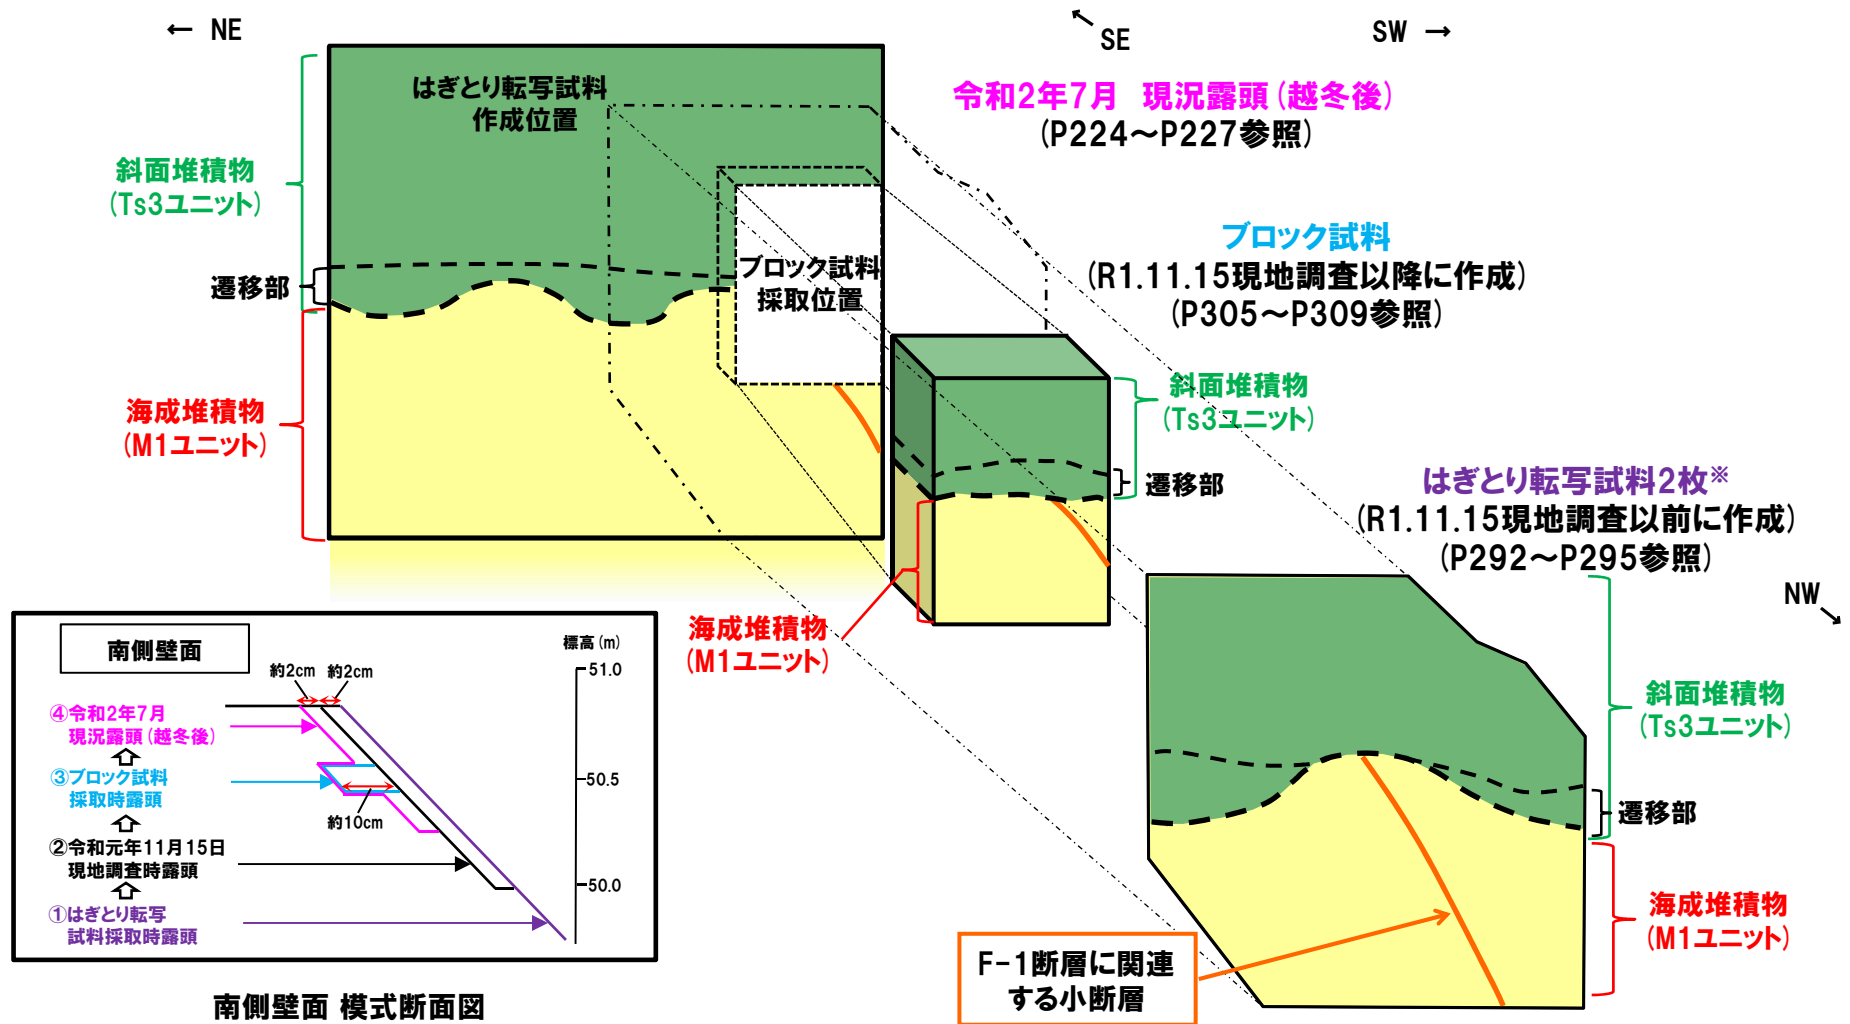 ← NE
SE
SW →
はぎとり転写試料
作成位置
令和2年7月 現況露頭(越冬後)
(P224～P227参照)
斜面堆積物
(Ts3ユニット)
遷移部
ブロック試料
採取位置
海成堆積物
(M1ユニット)
ブロック試料
(R1.11.15現地調査以降に作成)
(P305～P309参照)
斜面堆積物
(Ts3ユニット)
遷移部
海成堆積物
(M1ユニット)
はぎとり転写試料2枚※
(R1.11.15現地調査以前に作成)
(P292～P295参照)
NW
斜面堆積物
(Ts3ユニット)
遷移部
海成堆積物
(M1ユニット)
F-1断層に関連
する小断層
南側壁面
約2cm 約2cm
標高(m)
51.0
50.5
50.0
④令和2年7月
現況露頭(越冬後)
③ブロック試料
採取時露頭
約10cm
②令和元年11月15日
現地調査時露頭
①はぎとり転写
試料採取時露頭
南側壁面 模式断面図